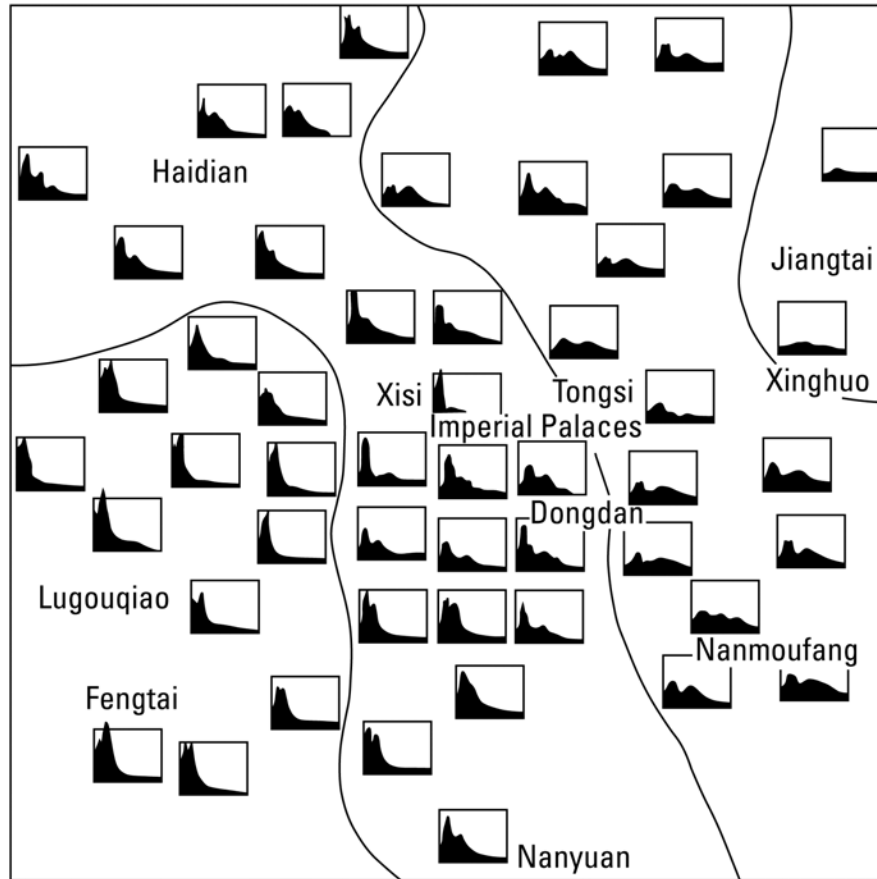 Haidian
Jiangtai
Xisi
Tongsi
Xinghuo
Imperial Palaces
Dongdan
Lugouqiao
Nanmoufang
Fengtai
Nanyuan